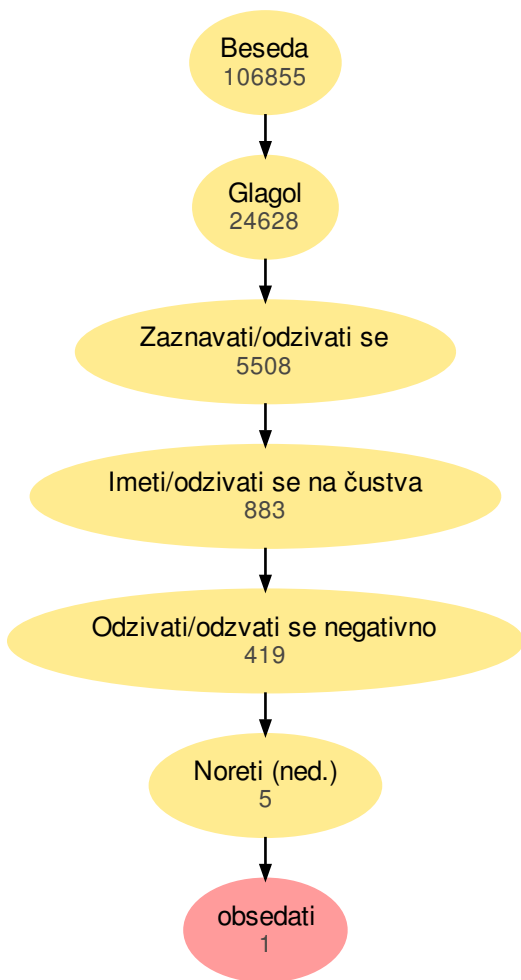 Beseda
106855
Glagol
24628
Zaznavati/odzivati se
5508
Imeti/odzivati se na čustva
883
Odzivati/odzvati se negativno
419
Noreti (ned.)
5
obsedati
1